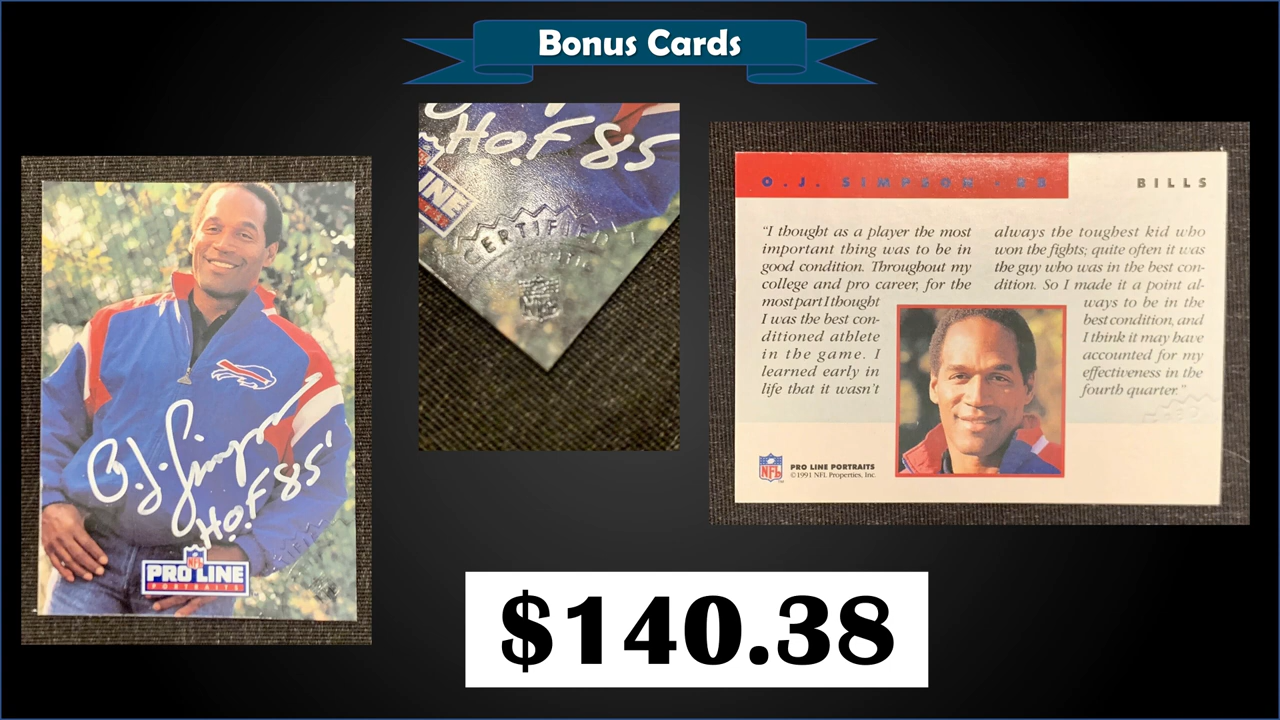 Bonus Cards
O.J. Simpson
H.O.F 85'
NFL
PRO LINE
PORTRAITS
H.O.F 85
INE
CERTIFIED
O.J. SIMPSON · RB
BILLS
"I thought as a player the most
important thing was to be in
good condition. Throughout my
college and pro career, for the
most part I thought
I was the best con-
ditioned athlete
in the game. I
learned early in
life that it wasn't
always the toughest kid who
won the fights; quite often it was
the guy who was in the best con-
dition. So I made it a point al-
ways to be in the
best condition, and
I think it may have
accounted for my
effectiveness in the
fourth quarter."
NFL
PRO LINE PORTRAITS
©1991 NFL Properties, Inc.
$140.38